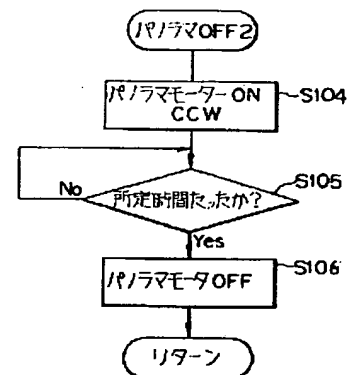 パノラマOFF2
パノラマモーターON
CCW
S104
所定時間たったか?
S105
No
Yes
パノラマモータOFF
S106
リターン